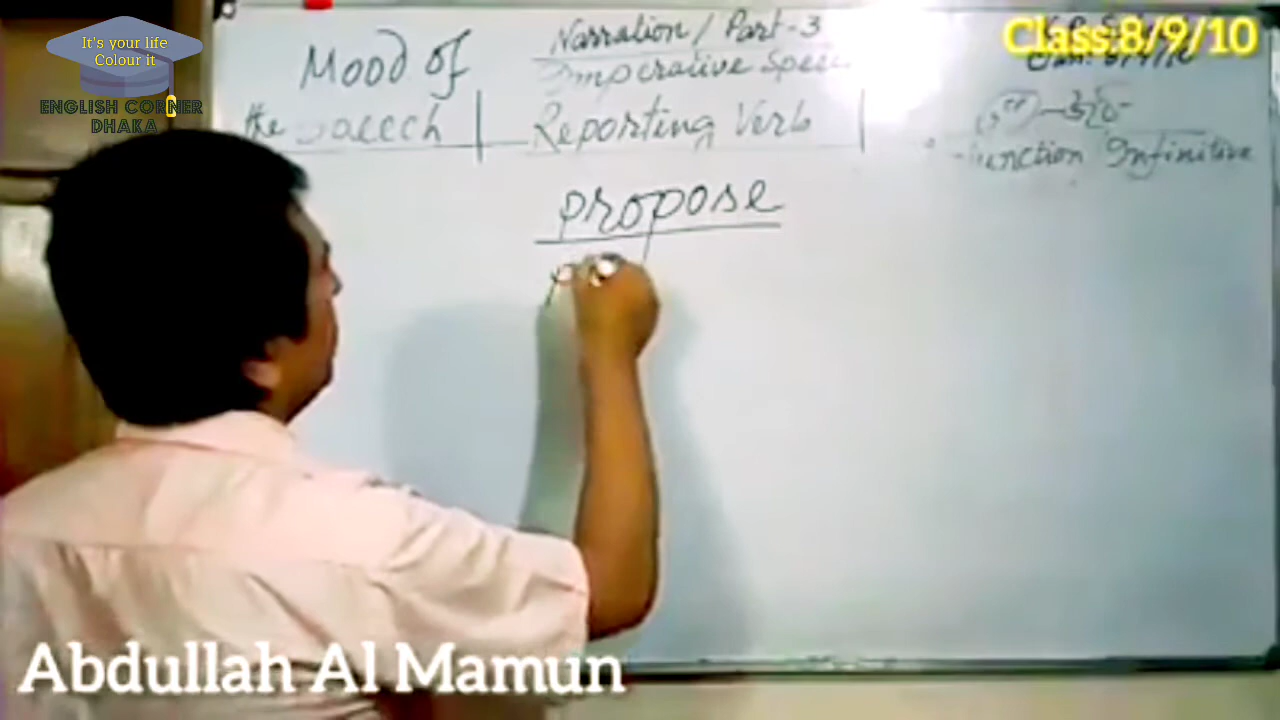 It's your life
Colour it
ENGLISH CORNER
DHAKA
Class:8/9/10
Narration / Part-3
Mood of
Imperative
the Speech
Reporting Verb
Infinitive
propose
Abdullah Al Mamun